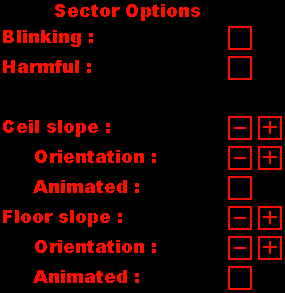 Sector Options
Blinking :
Harmful :
Ceil slope : - +
Orientation : - +
Animated :
Floor slope : - +
Orientation : - +
Animated :